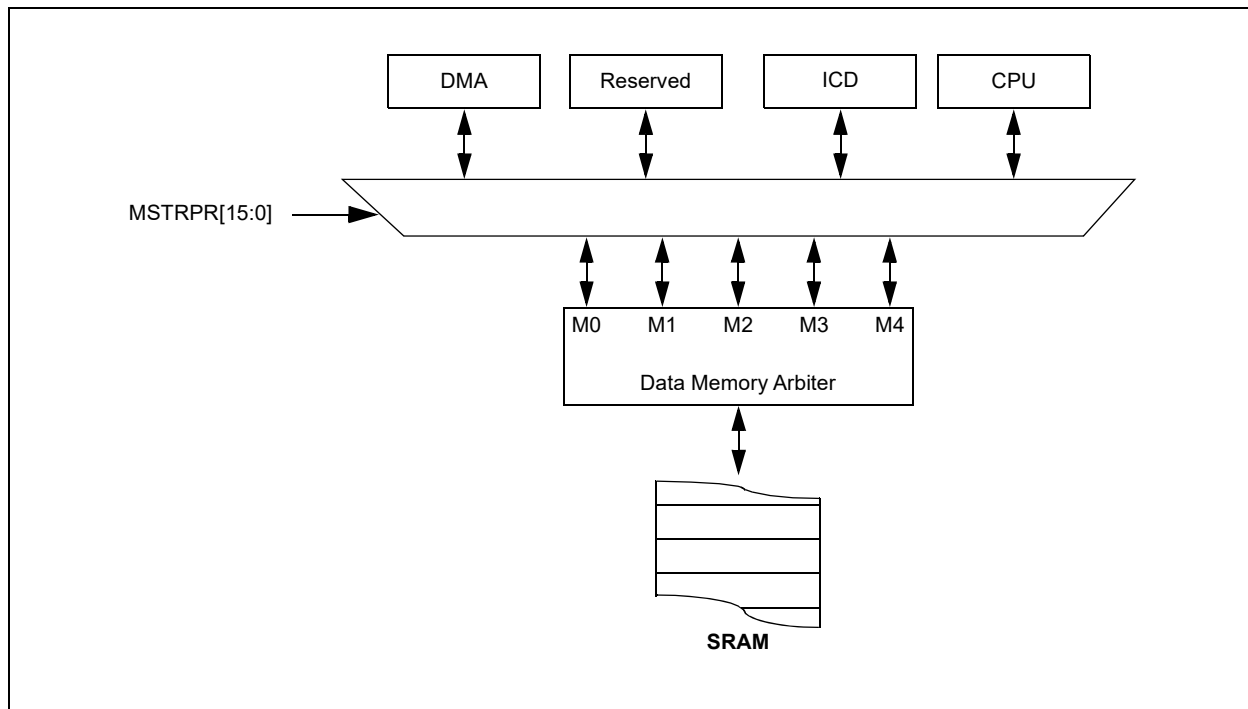 DMA Reserved ICD CPU
MSTRPR[15:0]
M0 M1 M2 M3 M4
Data Memory Arbiter
SRAM